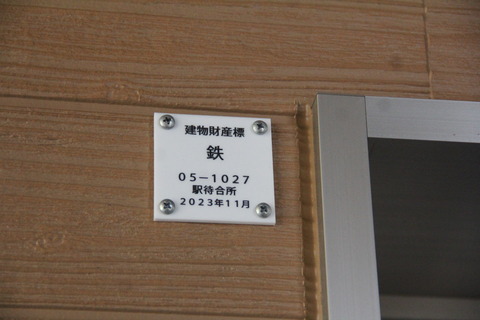 建物財産標
鉄
05-1027
駅待合所
2023年11月